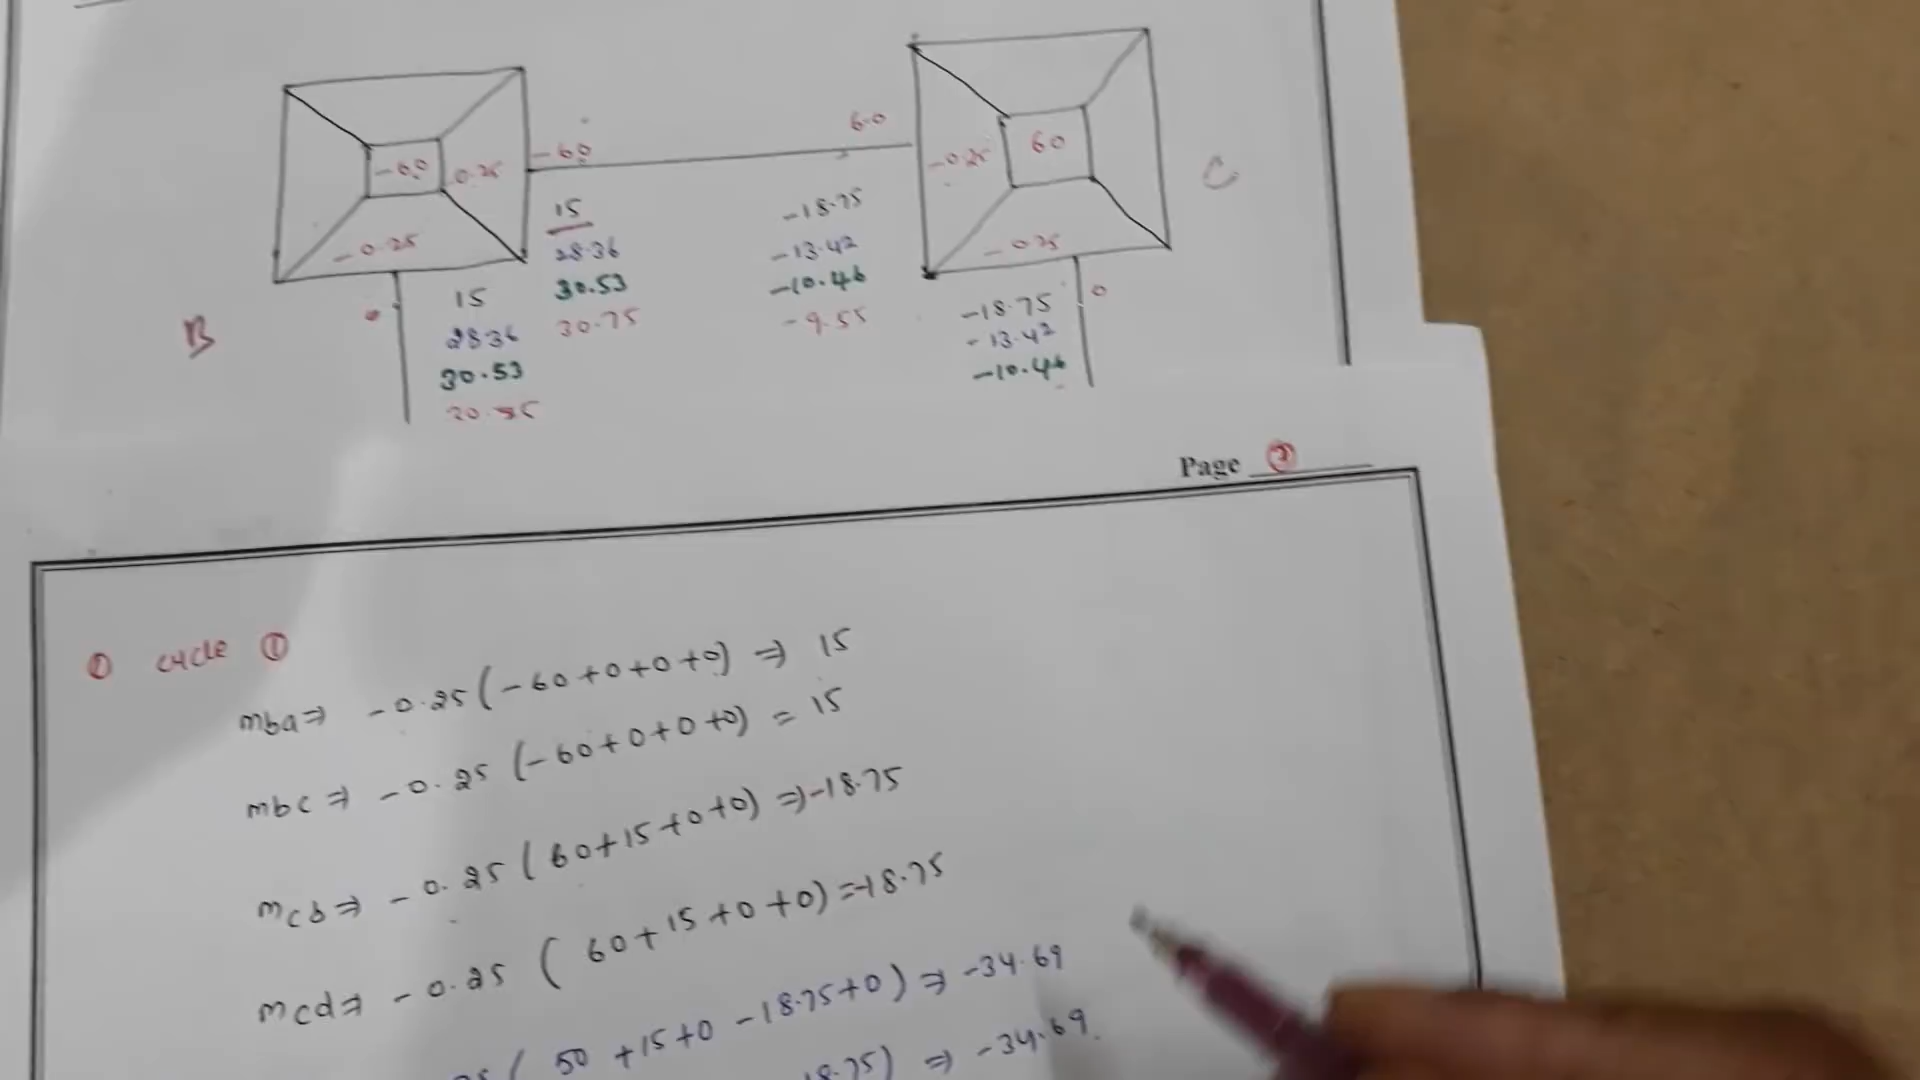 6.0
-60
-60
-0.25
-0.25
60
-0.25
-0.25
C
B
0
15
28.36
30.53
30.75
-18.75
-13.42
-10.46
-9.55
15
28.36
30.53
0
-18.75
-13.42
-10.46
Page 2
① cycle ①
mba ⇒ -0.25 (-60+0+0+0) ⇒ 15
mbc ⇒ -0.25 (-60+0+0+0) = 15
mcb ⇒ -0.25 (60+15+0+0) ⇒ -18.75
mcd ⇒ -0.25 (60+15+0+0) = -18.75
( 50 +15+0 -18.75+0) ⇒ -34.69
8.75) ⇒ -34.69.